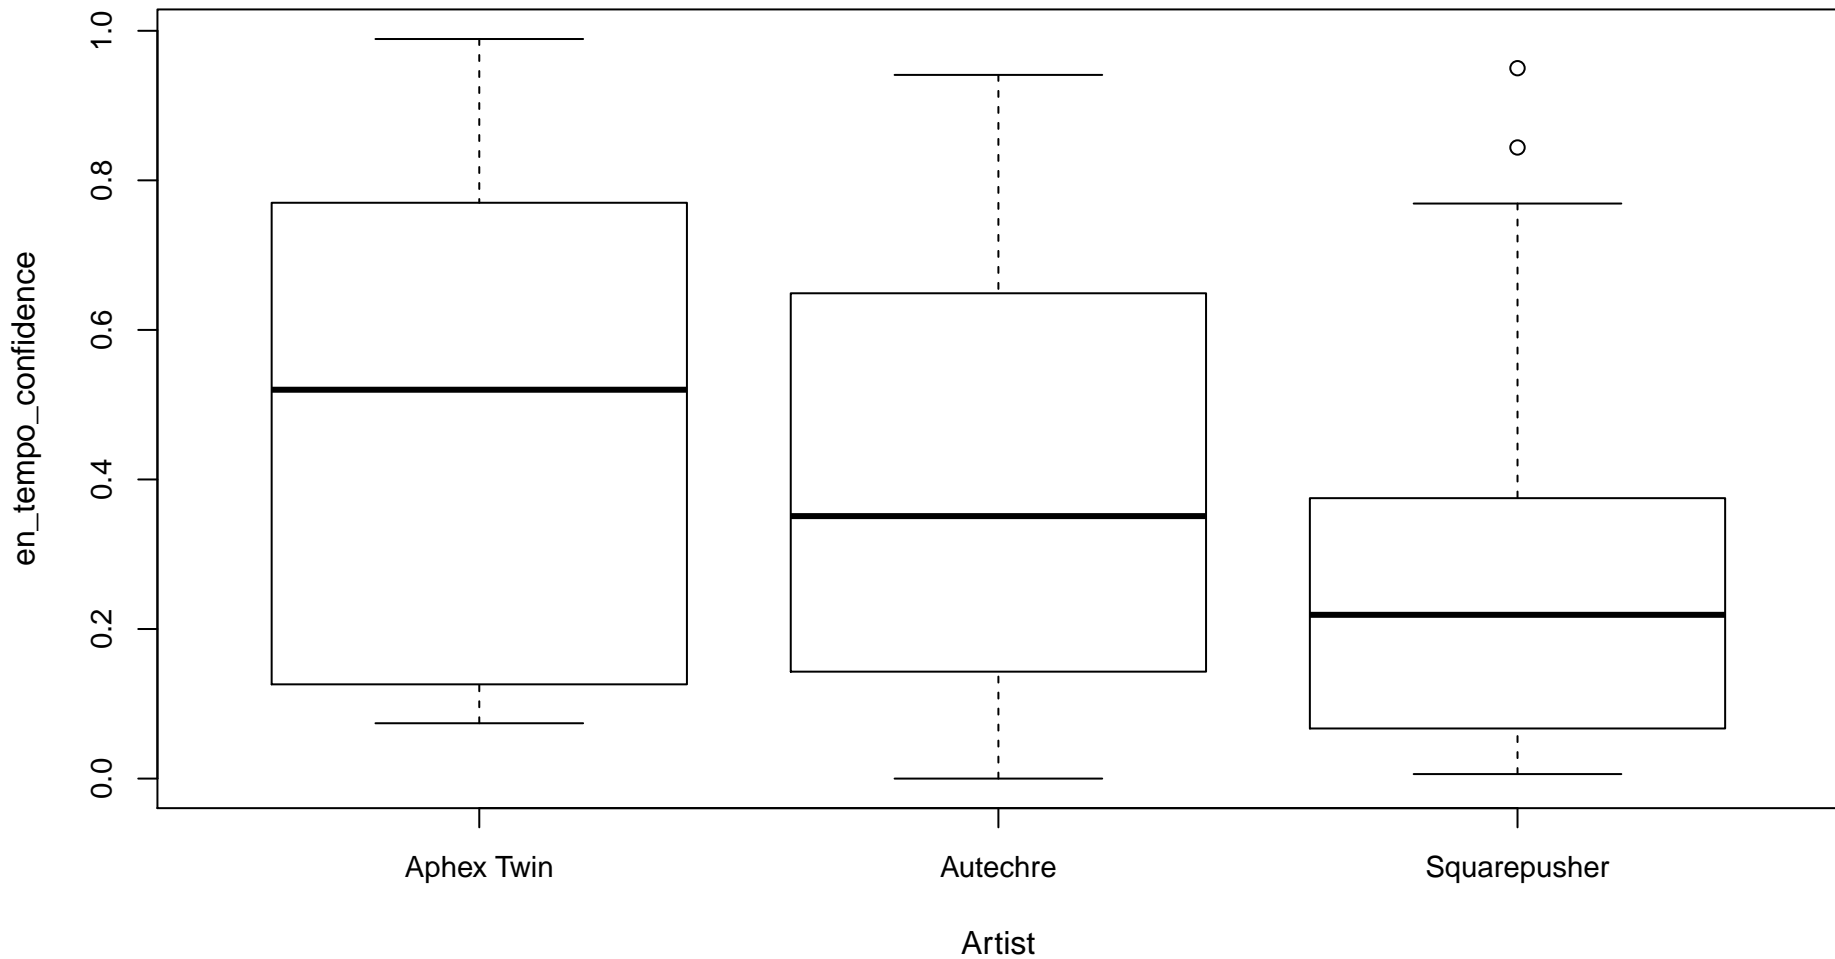 en_tempo_confidence
1.0
0.8
0.6
0.4
0.2
0.0
Aphex Twin
Autechre
Squarepusher
Artist